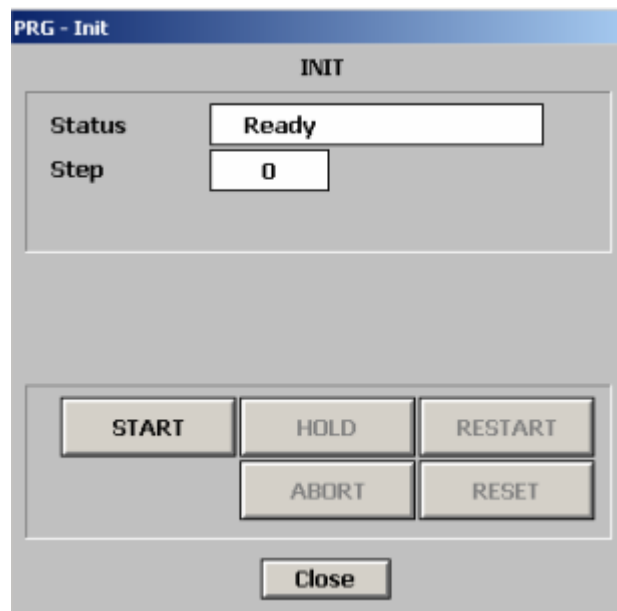 PRG - Init
INIT
Status Ready
Step 0
START HOLD RESTART
ABORT RESET
Close